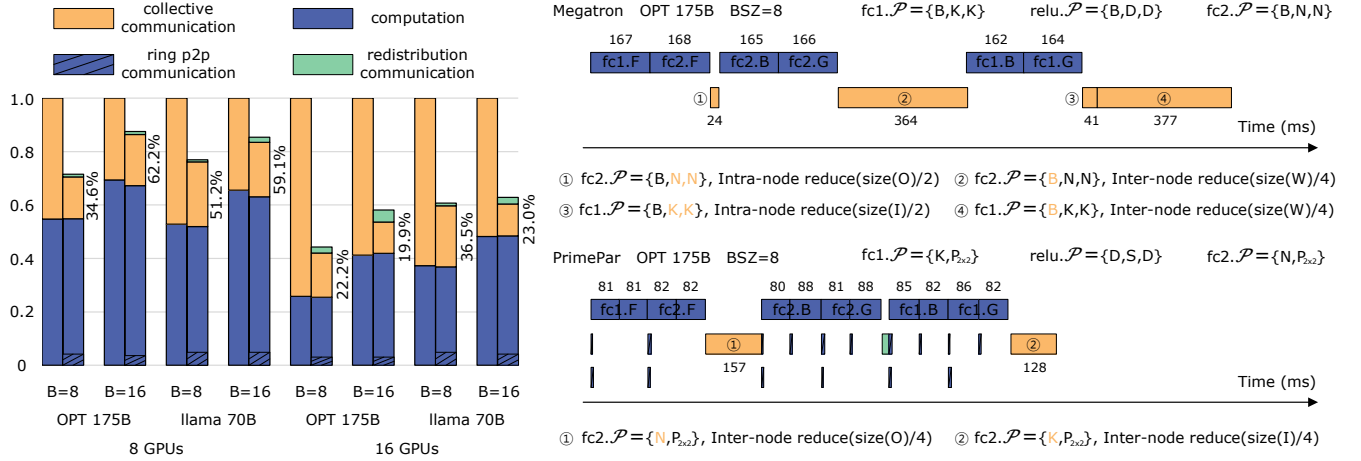 collective
communication
computation
ring p2p
communication
redistribution
communication
1.0
0.8
0.6
0.4
0.2
0
34.6%
62.2%
51.2%
59.1%
22.2%
19.9%
36.5%
23.0%
B=8 B=16 B=8 B=16 B=8 B=16 B=8 B=16
OPT 175B llama 70B OPT 175B llama 70B
8 GPUs 16 GPUs
Megatron OPT 175B BSZ=8 fc1.𝒫={B,K,K} relu.𝒫={B,D,D} fc2.𝒫={B,N,N}
167 168 165 166 162 164
fc1.F fc2.F fc2.B fc2.G fc1.B fc1.G
① ② ③ ④
24 364 41 377
Time (ms)
① fc2.𝒫={B,N,N}, Intra-node reduce(size(O)/2) ② fc2.𝒫={B,N,N}, Inter-node reduce(size(W)/4)
③ fc1.𝒫={B,K,K}, Intra-node reduce(size(I)/2) ④ fc1.𝒫={B,K,K}, Inter-node reduce(size(W)/4)
PrimePar OPT 175B BSZ=8 fc1.𝒫={K,P2x2} relu.𝒫={D,S,D} fc2.𝒫={N,P2x2}
81 81 82 82 80 88 81 88 85 82 86 82
fc1.F fc2.F fc2.B fc2.G fc1.B fc1.G
① ②
157 128
Time (ms)
① fc2.𝒫={N,P2x2}, Inter-node reduce(size(O)/4) ② fc2.𝒫={K,P2x2}, Inter-node reduce(size(I)/4)